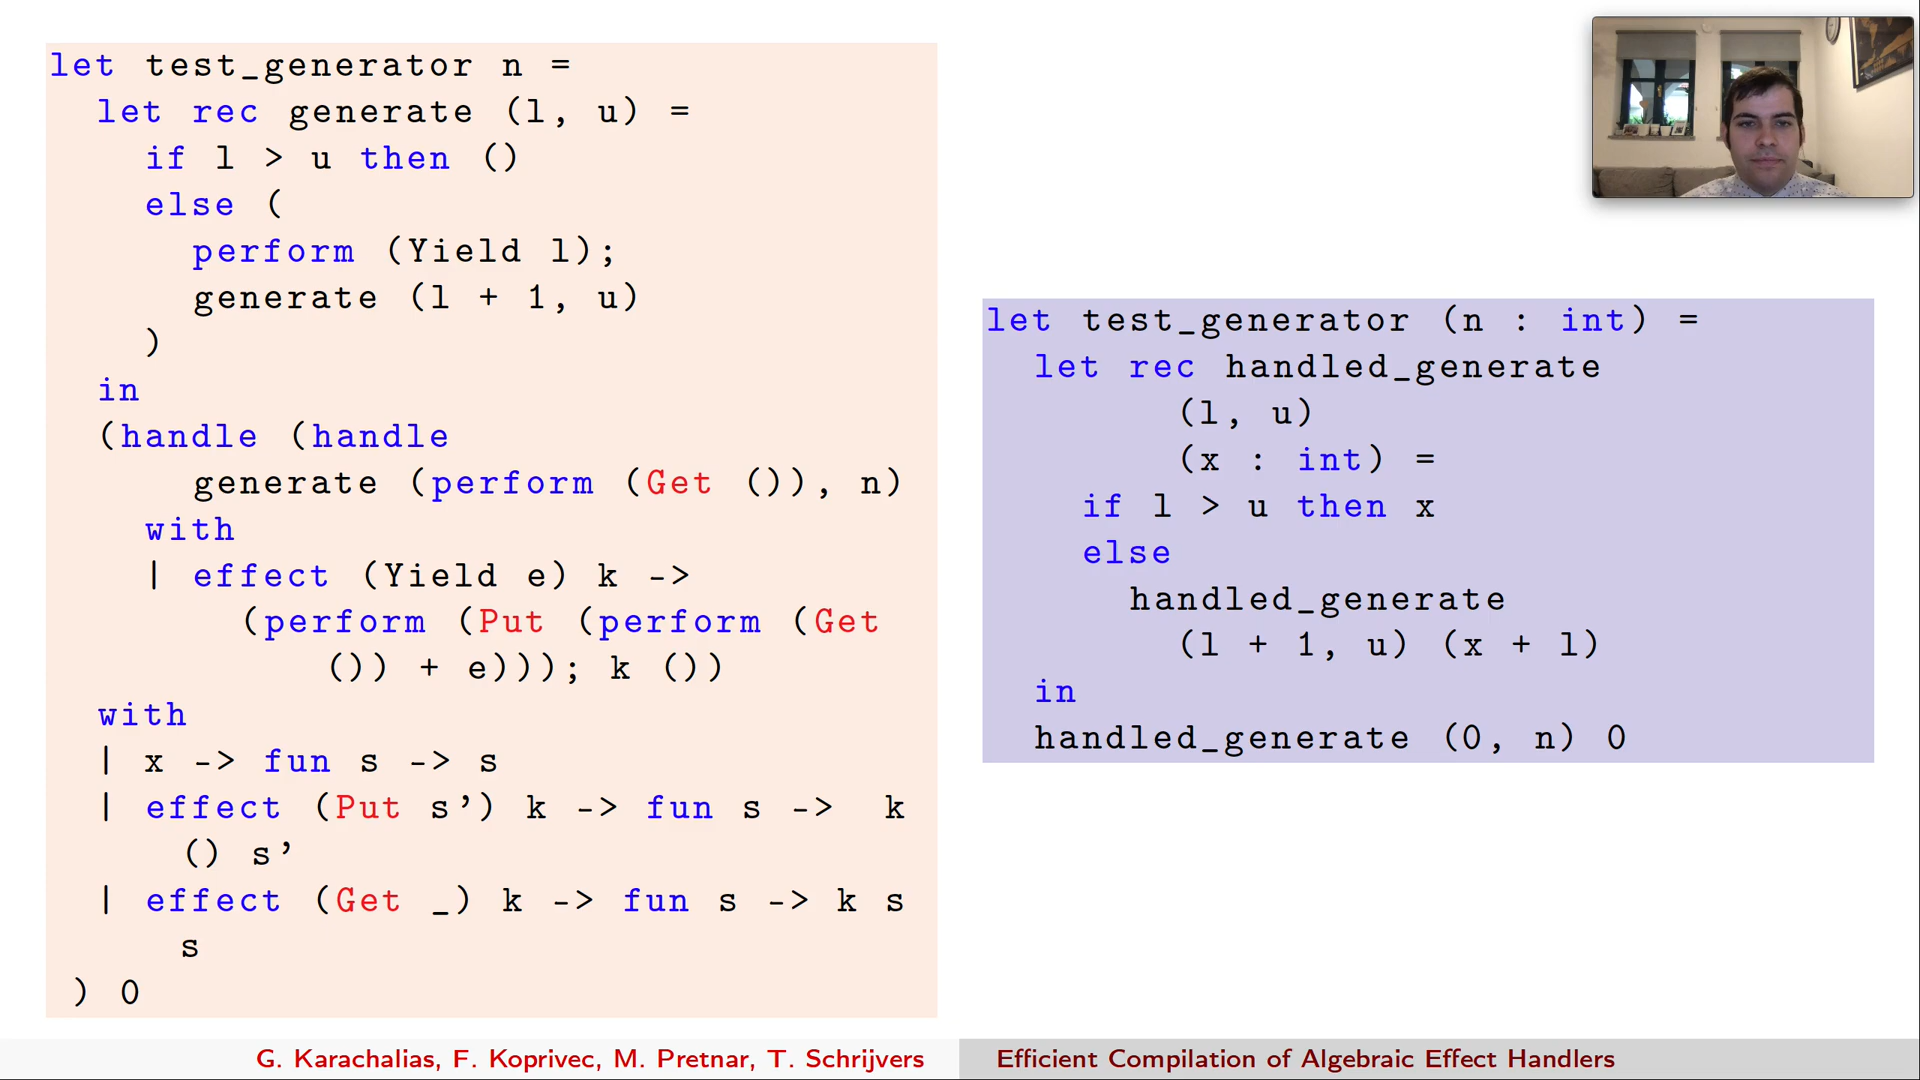 let test_generator n =
let rec generate (l, u) =
if l > u then ()
else (
perform (Yield l);
generate (l + 1, u)
)
in
(handle (handle
generate (perform (Get ()), n)
with
| effect (Yield e) k ->
(perform (Put (perform (Get
()) + e))); k ())
with
| x -> fun s -> s
| effect (Put s’) k -> fun s -> k
() s’
| effect (Get _) k -> fun s -> k s
s
) 0
let test_generator (n : int) =
let rec handled_generate
(l, u)
(x : int) =
if l > u then x
else
handled_generate
(l + 1, u) (x + l)
in
handled_generate (0, n) 0
G. Karachalias, F. Koprivec, M. Pretnar, T. Schrijvers
Efficient Compilation of Algebraic Effect Handlers